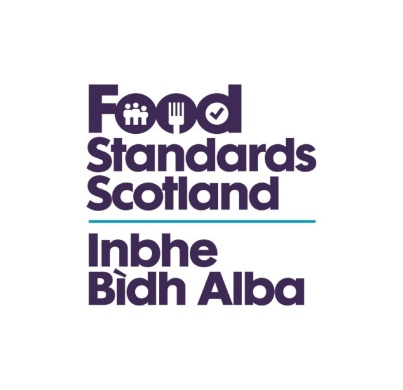 Food
Standards
Scotland
Inbhe
Bìdh Alba